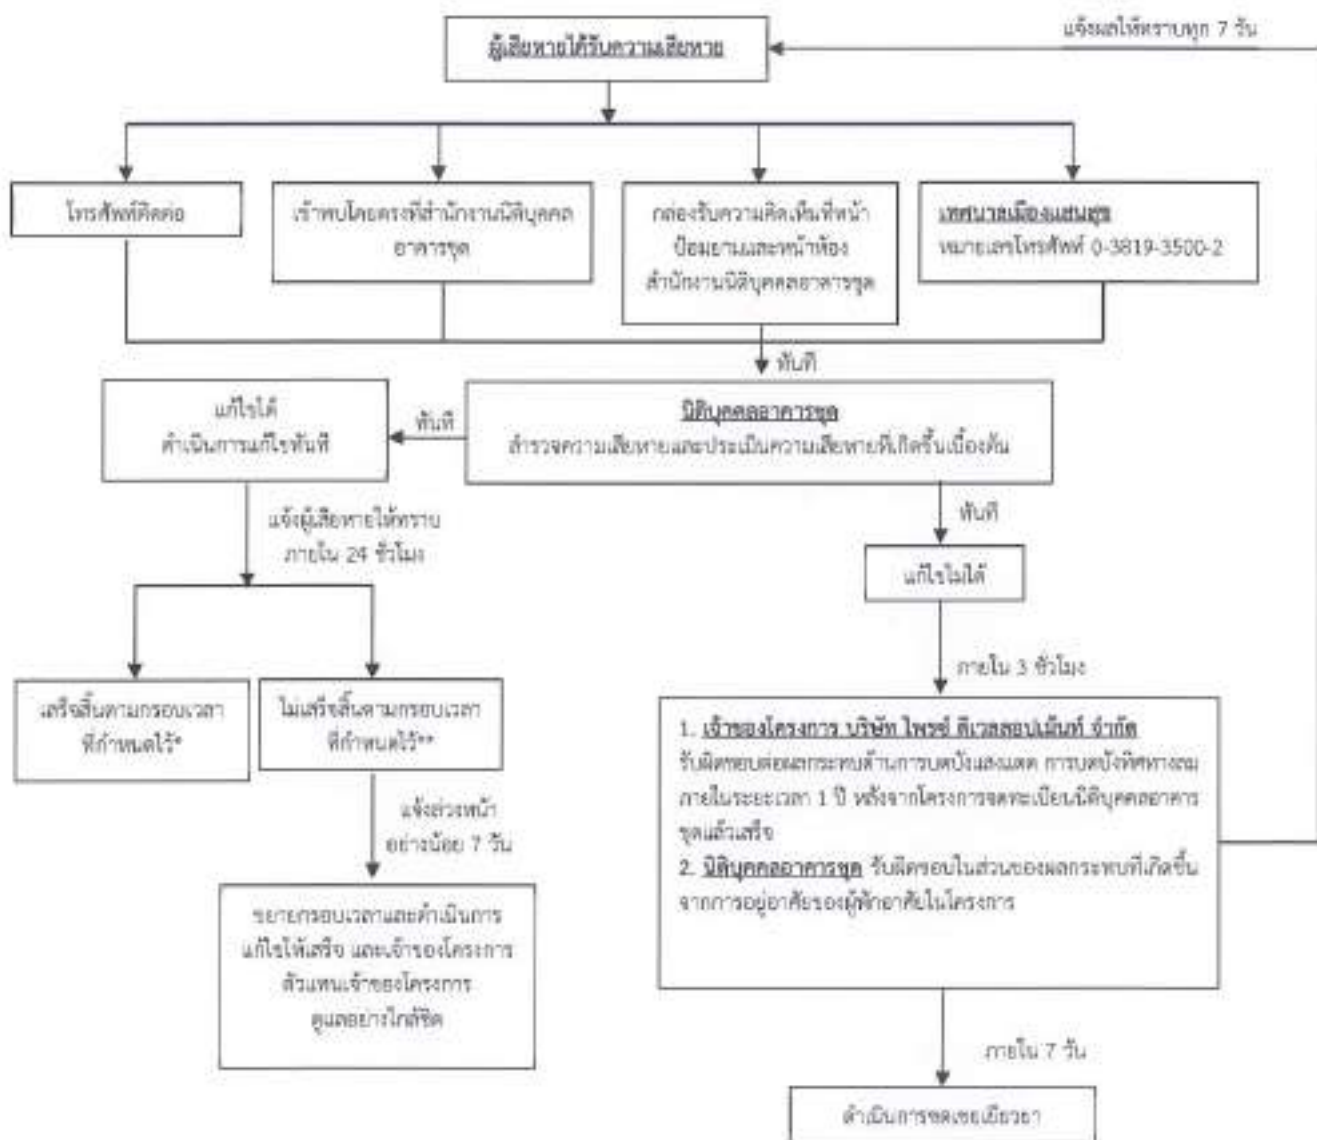 แจ้งผลให้ทราบทุก 7 วัน
ผู้เสียหายได้รับความเสียหาย
โทรศัพท์ติดต่อ
เข้าพบโดยตรงที่สำนักงานนิติบุคคล
อาคารชุด
กล่องรับความคิดเห็นที่หน้า
ป้อมยามและหน้าห้อง
สำนักงานนิติบุคคลอาคารชุด
เทศบาลเมืองแสนสุข
หมายเลขโทรศัพท์ 0-3819-3500-2
ทันที
แก้ไขได้
ดำเนินการแก้ไขทันที
ทันที
นิติบุคคลอาคารชุด
สำรวจความเสียหายและประเมินความเสียหายที่เกิดขึ้นเบื้องต้น
แจ้งผู้เสียหายให้ทราบ
ภายใน 24 ชั่วโมง
ทันที
แก้ไขไม่ได้
ภายใน 3 ชั่วโมง
เสร็จสิ้นตามกรอบเวลา
ที่กำหนดไว้*
ไม่เสร็จสิ้นตามกรอบเวลา
ที่กำหนดไว้**
1. เจ้าของโครงการ บริษัท ไพรซ์ ดีเวลลอปเม้นท์ จำกัด
รับผิดชอบต่อผลกระทบด้านการบดบังแสงแดด การบดบังทิศทางลม
ภายในระยะเวลา 1 ปี หลังจากโครงการจดทะเบียนนิติบุคคลอาคาร
ชุดแล้วเสร็จ
2. นิติบุคคลอาคารชุด รับผิดชอบในส่วนของผลกระทบที่เกิดขึ้น
จากการอยู่อาศัยของผู้พักอาศัยในโครงการ
แจ้งล่วงหน้า
อย่างน้อย 7 วัน
ขยายกรอบเวลาและดำเนินการ
แก้ไขให้เสร็จ และเจ้าของโครงการ
ตัวแทนเจ้าของโครงการ
ดูแลอย่างใกล้ชิด
ภายใน 7 วัน
ดำเนินการชดเชยเยียวยา